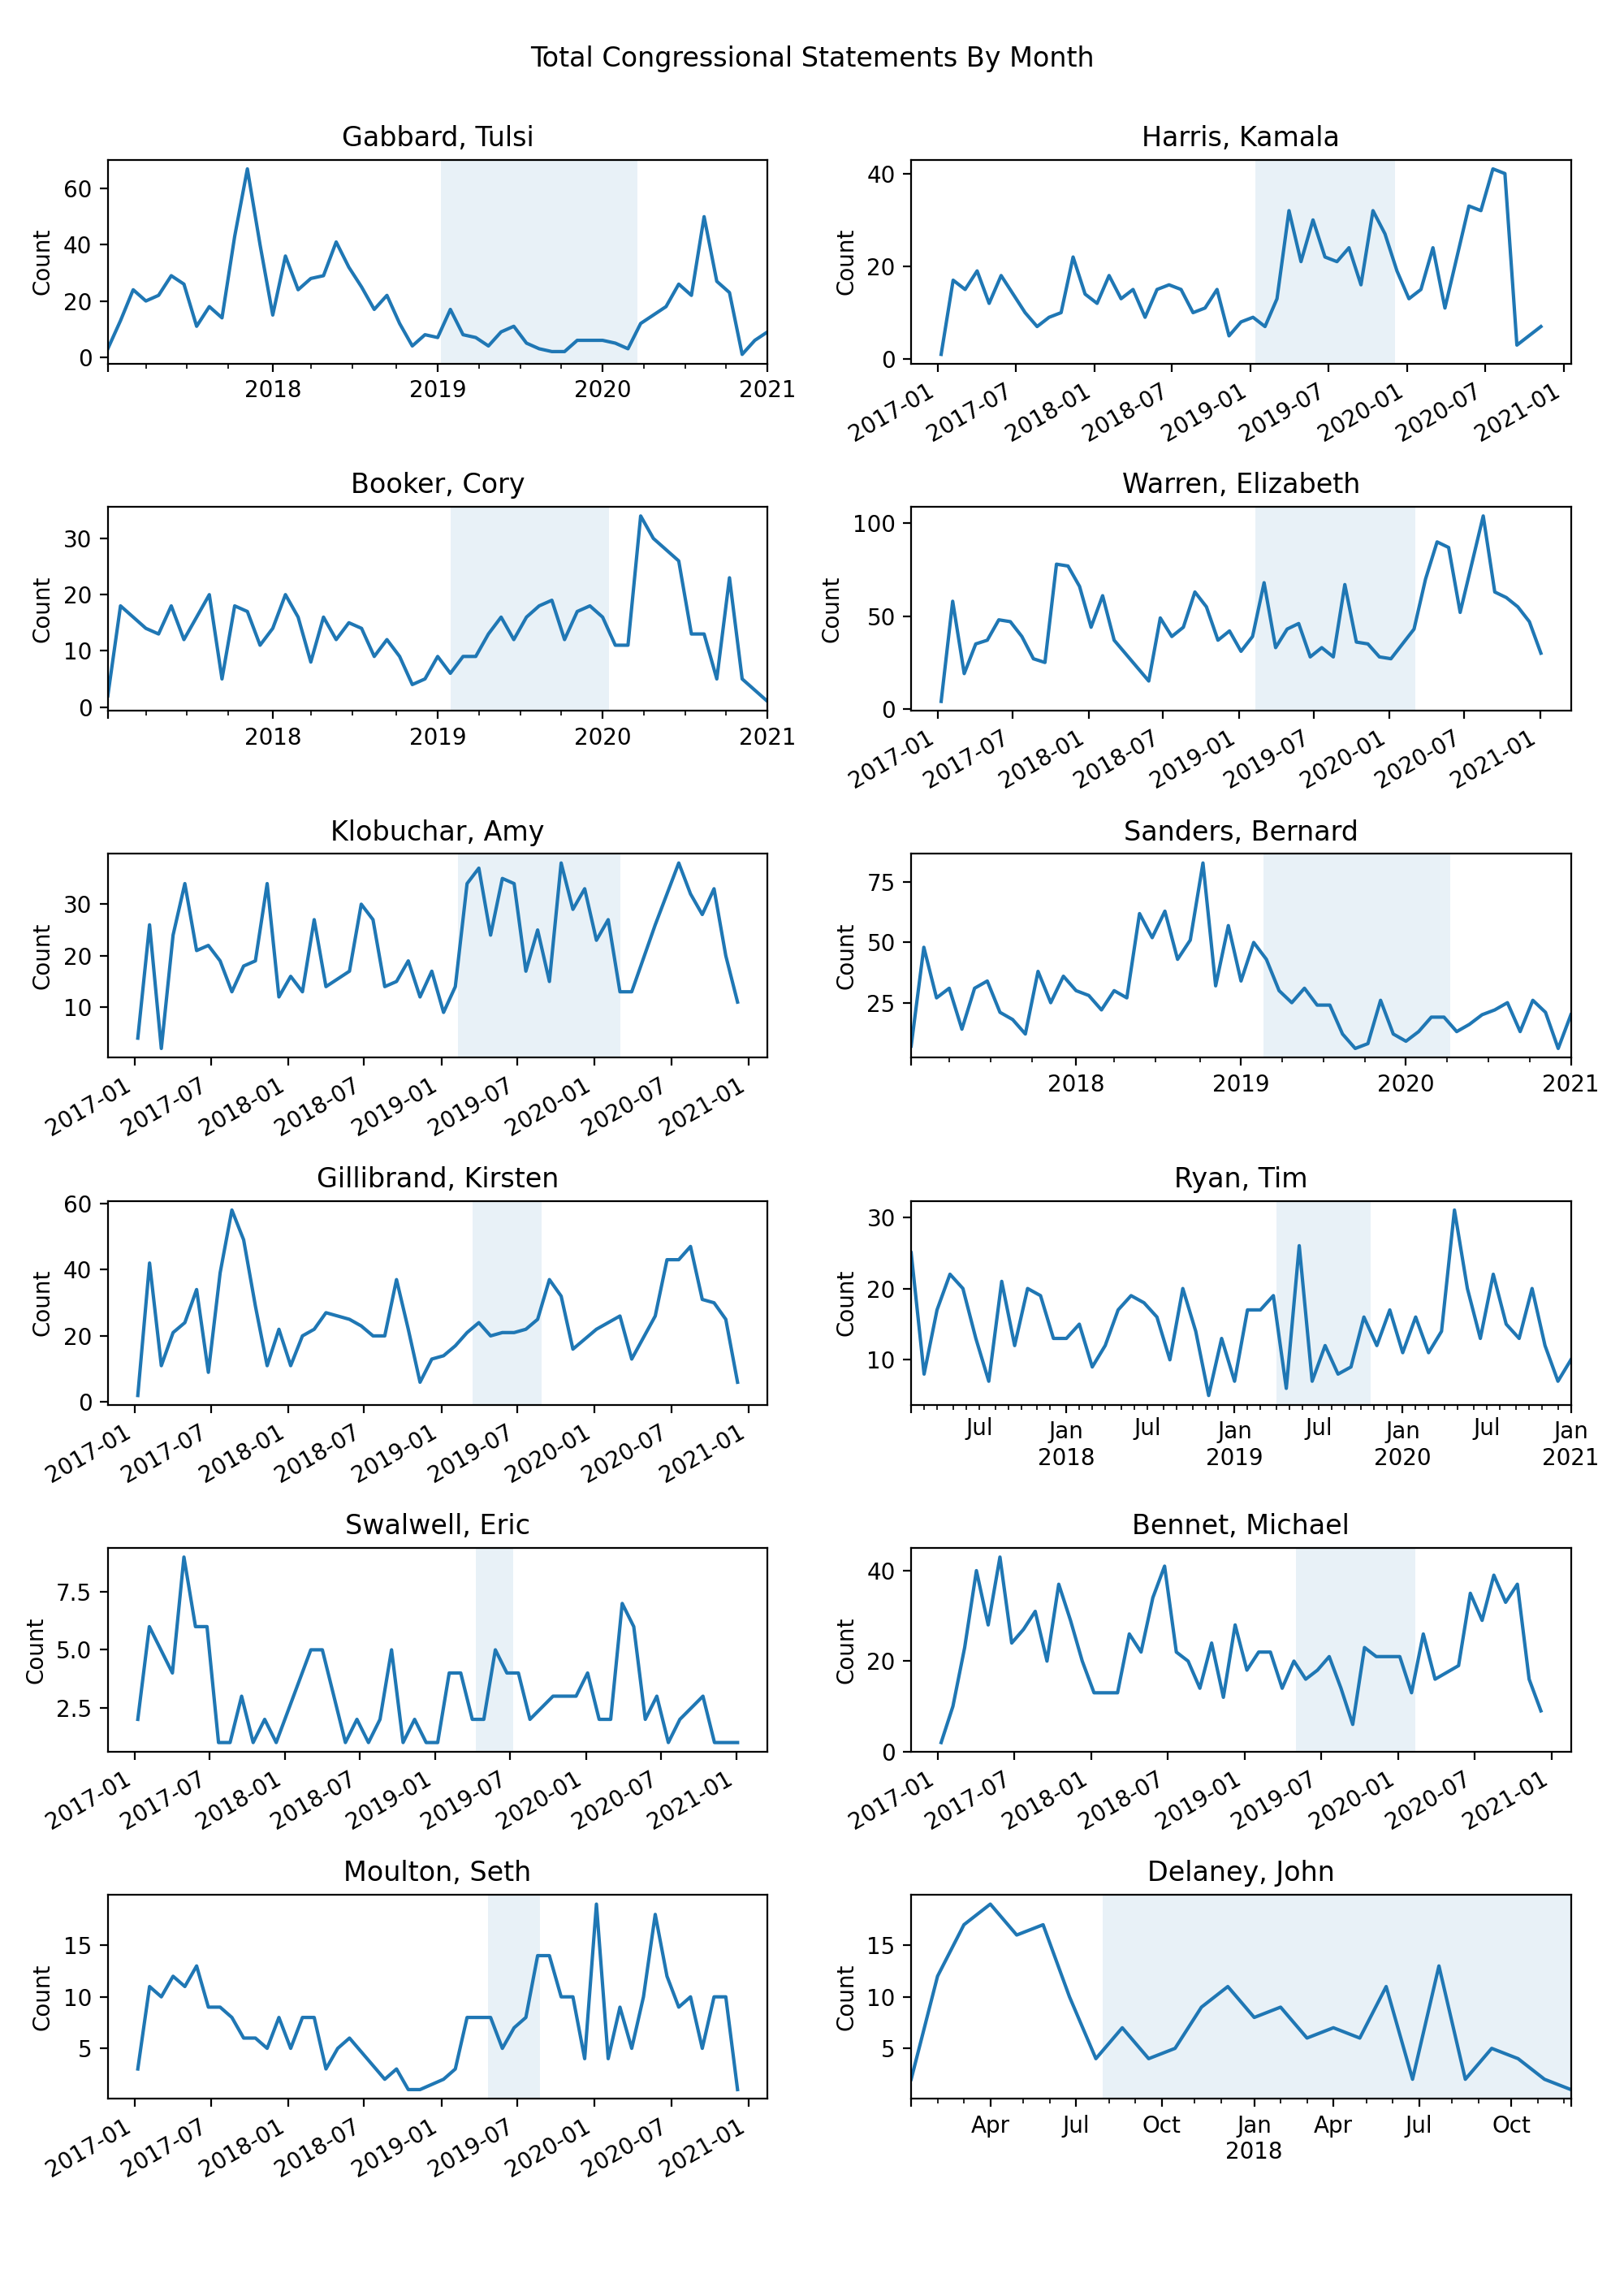 Total Congressional Statements By Month
Gabbard, Tulsi
Count
60
40
20
0
2018 2019 2020 2021
Harris, Kamala
Count
40
20
0
2017-01 2017-07 2018-01 2018-07 2019-01 2019-07 2020-01 2020-07 2021-01
Booker, Cory
Count
30
20
10
0
2018 2019 2020 2021
Warren, Elizabeth
Count
100
50
0
2017-01 2017-07 2018-01 2018-07 2019-01 2019-07 2020-01 2020-07 2021-01
Klobuchar, Amy
Count
30
20
10
2017-01 2017-07 2018-01 2018-07 2019-01 2019-07 2020-01 2020-07 2021-01
Sanders, Bernard
Count
75
50
25
2018 2019 2020 2021
Gillibrand, Kirsten
Count
60
40
20
0
2017-01 2017-07 2018-01 2018-07 2019-01 2019-07 2020-01 2020-07 2021-01
Ryan, Tim
Count
30
20
10
Jul Jan Jul Jan Jul Jan Jul Jan
2018 2019 2020 2021
Swalwell, Eric
Count
7.5
5.0
2.5
2017-01 2017-07 2018-01 2018-07 2019-01 2019-07 2020-01 2020-07 2021-01
Bennet, Michael
Count
40
20
0
2017-01 2017-07 2018-01 2018-07 2019-01 2019-07 2020-01 2020-07 2021-01
Moulton, Seth
Count
15
10
5
2017-01 2017-07 2018-01 2018-07 2019-01 2019-07 2020-01 2020-07 2021-01
Delaney, John
Count
15
10
5
Apr Jul Oct Jan Apr Jul Oct
2018